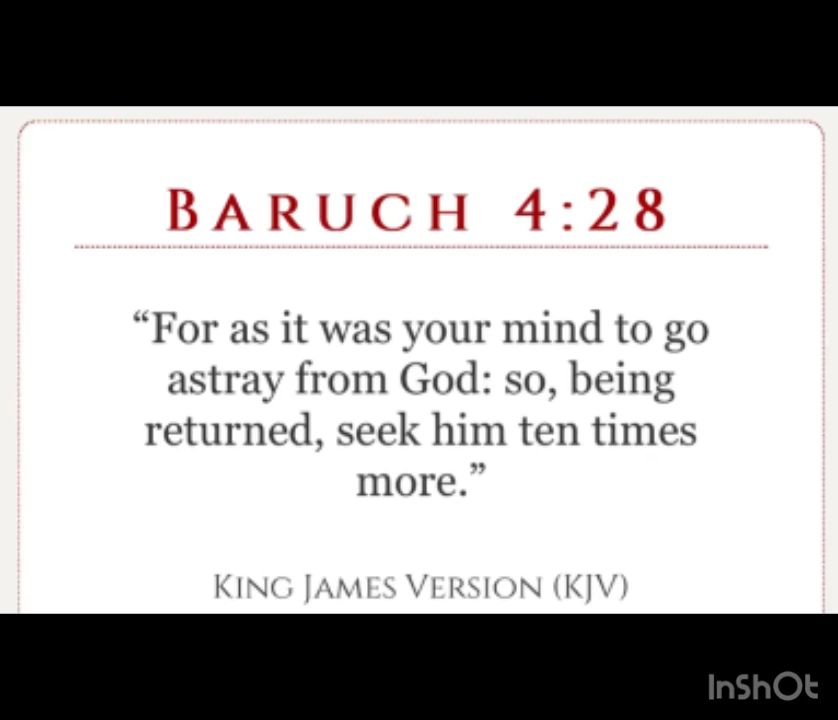 BARUCH 4:28
“For as it was your mind to go
astray from God: so, being
returned, seek him ten times
more.”
KING JAMES VERSION (KJV)
InShOt